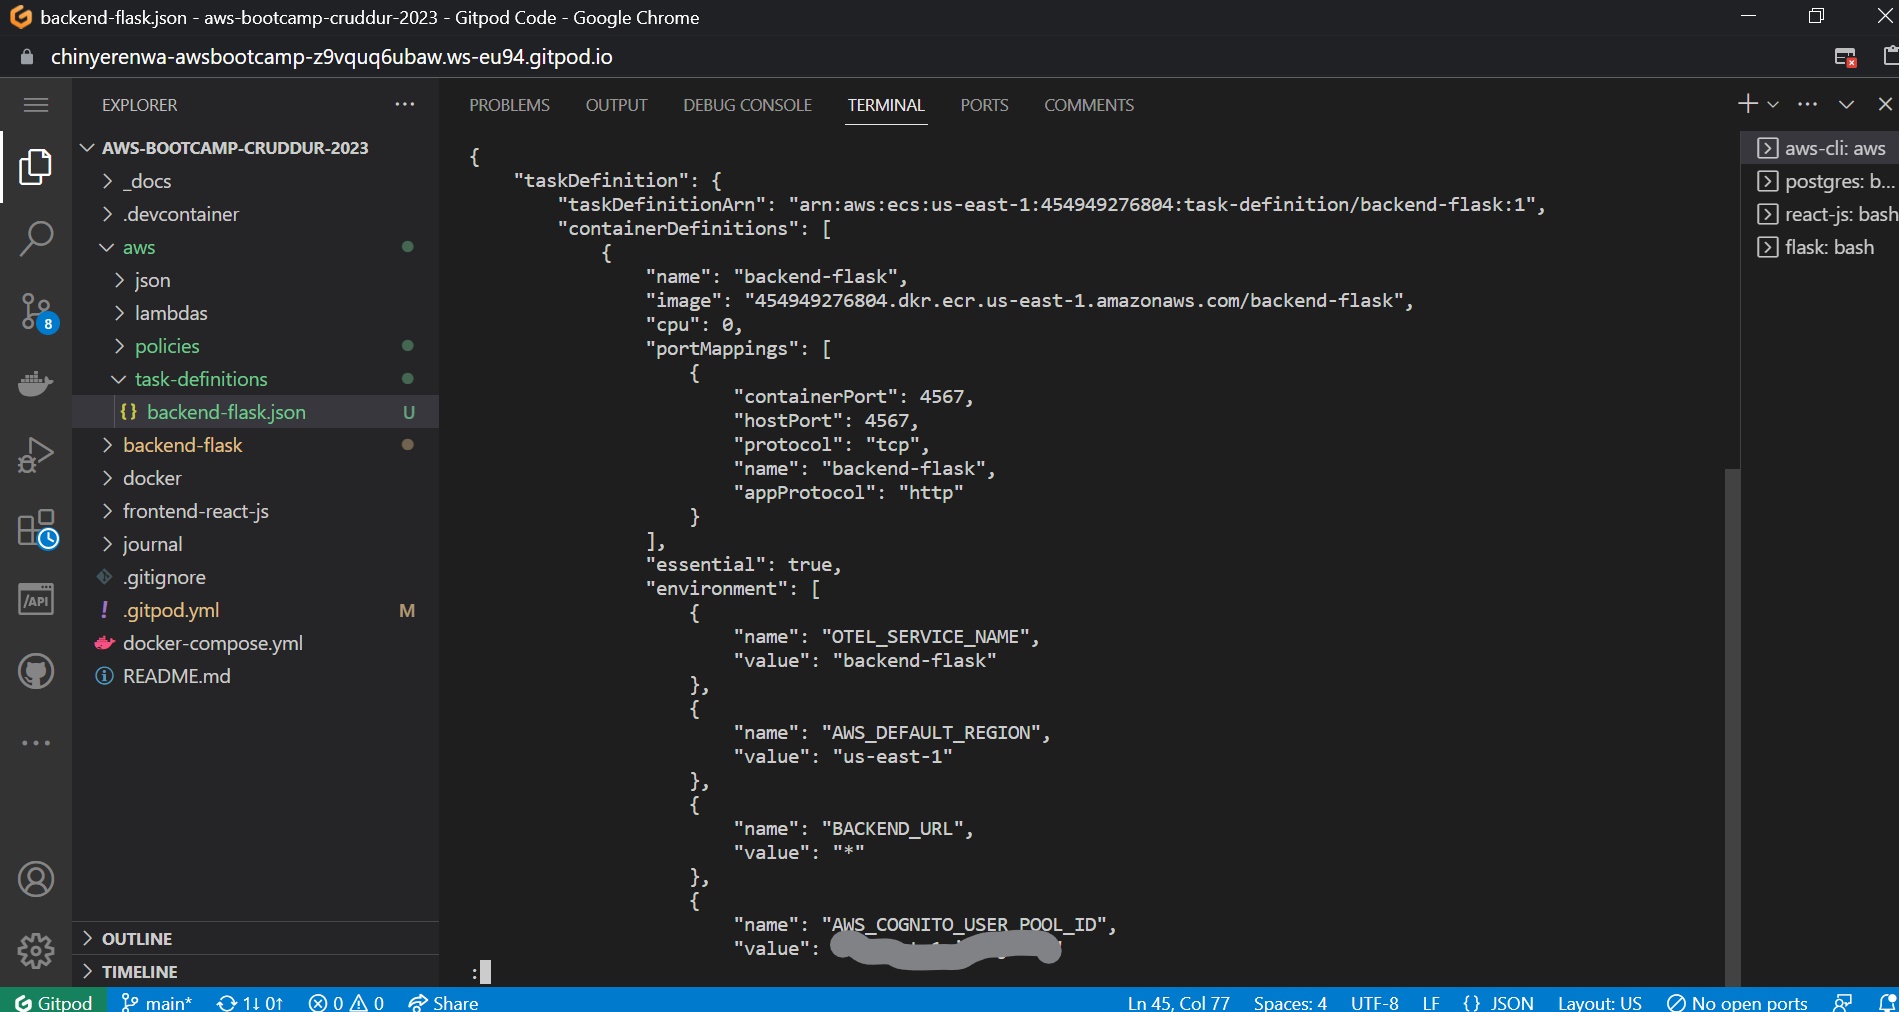 backend-flask.json - aws-bootcamp-cruddur-2023 - Gitpod Code - Google Chrome
chinyerenwa-awsbootcamp-z9vquq6ubaw.ws-eu94.gitpod.io
EXPLORER
AWS-BOOTCAMP-CRUDDUR-2023
_docs
.devcontainer
aws
json
lambdas
policies
task-definitions
{} backend-flask.json U
backend-flask
docker
frontend-react-js
journal
.gitignore
! .gitpod.yml M
docker-compose.yml
README.md
OUTLINE
TIMELINE
8
/API
PROBLEMS OUTPUT DEBUG CONSOLE TERMINAL PORTS COMMENTS
{
"taskDefinition": {
"taskDefinitionArn": "arn:aws:ecs:us-east-1:454949276804:task-definition/backend-flask:1",
"containerDefinitions": [
{
"name": "backend-flask",
"image": "454949276804.dkr.ecr.us-east-1.amazonaws.com/backend-flask",
"cpu": 0,
"portMappings": [
{
"containerPort": 4567,
"hostPort": 4567,
"protocol": "tcp",
"name": "backend-flask",
"appProtocol": "http"
}
],
"essential": true,
"environment": [
{
"name": "OTEL_SERVICE_NAME",
"value": "backend-flask"
},
{
"name": "AWS_DEFAULT_REGION",
"value": "us-east-1"
},
{
"name": "BACKEND_URL",
"value": "*"
},
{
"name": "AWS_COGNITO_USER_POOL_ID",
"value":
:
aws-cli: aws
postgres: b...
react-js: bash
flask: bash
Gitpod main* 1↓ 0↑ 0 0 Share Ln 45, Col 77 Spaces: 4 UTF-8 LF {} JSON Layout: US No open ports